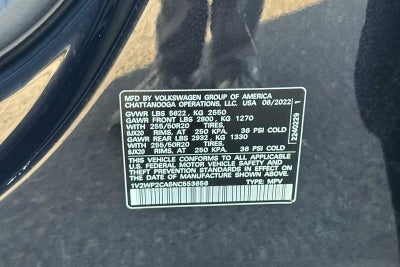 MFD BY VOLKSWAGEN GROUP OF AMERICA
CHATTANOOGA OPERATIONS, LLC. USA 06/2022
GVWR LBS 5622, KG 2550
GAWR FRONT LBS 2800, KG 1270
WITH 255/50R20 TIRES,
8JX20 RIMS, AT 250 KPA, 36 PSI COLD
GAWR REAR LBS 2932, KG 1330
WITH 255/50R20 TIRES,
8JX20 RIMS, AT 250 KPA, 36 PSI COLD
THIS VEHICLE CONFORMS TO ALL APPLICABLE
U.S. FEDERAL MOTOR VEHICLE SAFETY AND
THEFT PREVENTION STANDARDS IN EFFECT ON THE
DATE OF MANUFACTURE SHOWN ABOVE.
1V2WP2CA5NC553656 TYPE: MPV
2240229 1